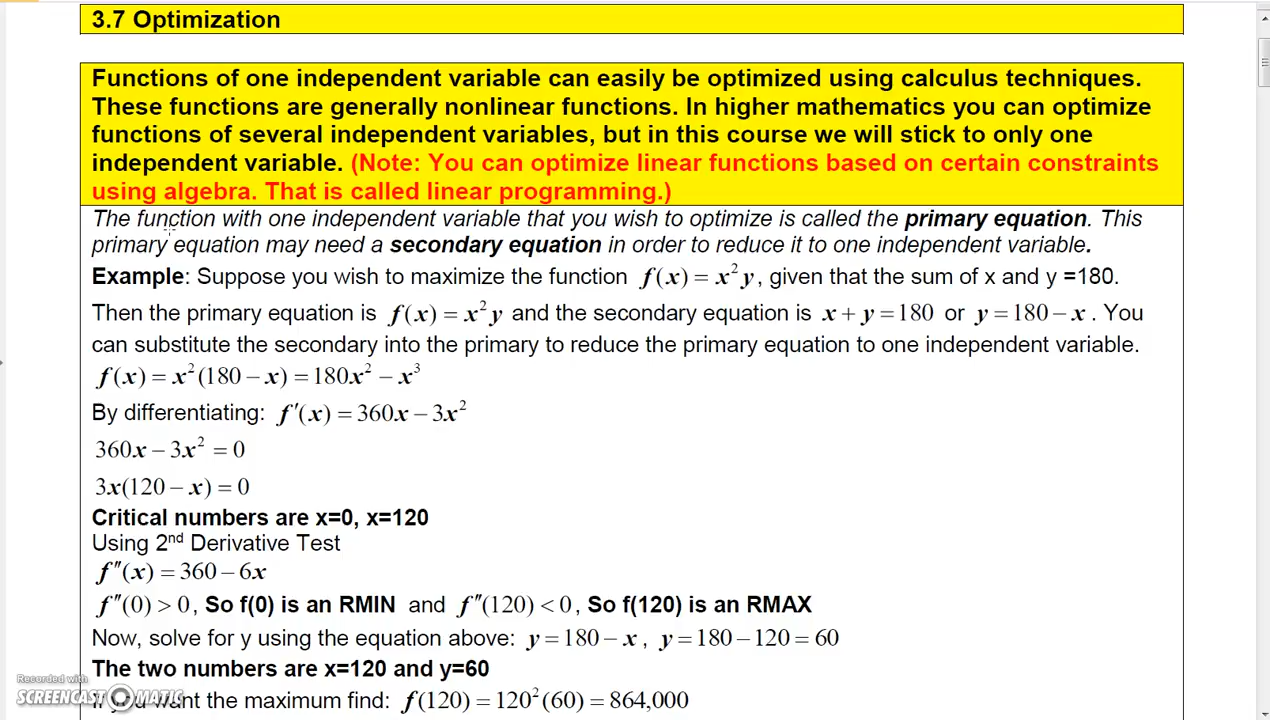 3.7 Optimization
Functions of one independent variable can easily be optimized using calculus techniques.
These functions are generally nonlinear functions. In higher mathematics you can optimize
functions of several independent variables, but in this course we will stick to only one
independent variable. (Note: You can optimize linear functions based on certain constraints
using algebra. That is called linear programming.)
The function with one independent variable that you wish to optimize is called the primary equation. This
primary equation may need a secondary equation in order to reduce it to one independent variable.
Example: Suppose you wish to maximize the function f(x) = x²y, given that the sum of x and y =180.
Then the primary equation is f(x) = x²y and the secondary equation is x + y = 180 or y = 180 − x. You
can substitute the secondary into the primary to reduce the primary equation to one independent variable.
f(x) = x²(180 − x) = 180x² − x³
By differentiating: f′(x) = 360x − 3x²
360x − 3x² = 0
3x(120 − x) = 0
Critical numbers are x=0, x=120
Using 2nd Derivative Test
f″(x) = 360 − 6x
f″(0) > 0, So f(0) is an RMIN and f″(120) < 0, So f(120) is an RMAX
Now, solve for y using the equation above: y = 180 − x, y = 180 − 120 = 60
The two numbers are x=120 and y=60
If you want the maximum find: f(120) = 120²(60) = 864,000
Recorded with
SCREENCAST MATIC